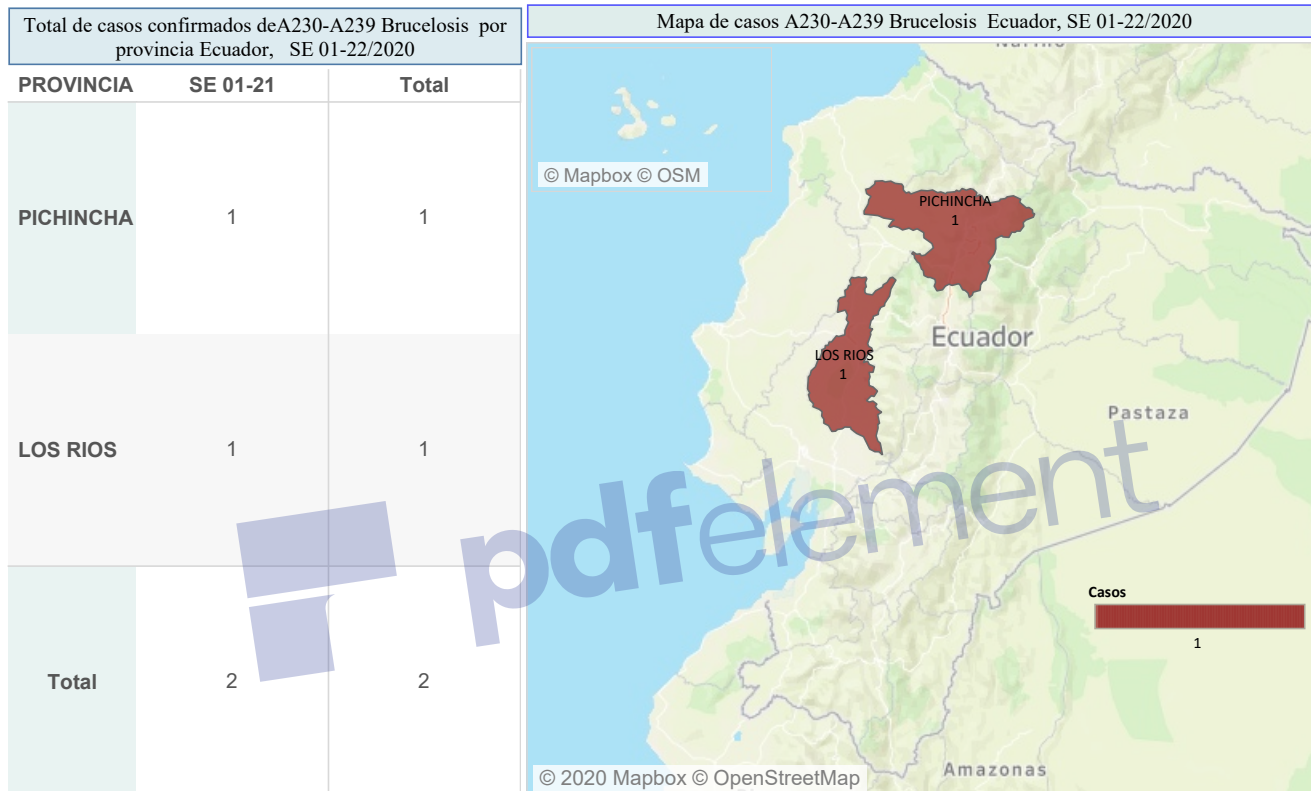 Total de casos confirmados deA230-A239 Brucelosis por
provincia Ecuador, SE 01-22/2020
PROVINCIA SE 01-21 Total
PICHINCHA 1 1
LOS RIOS 1 1
Total 2 2
Mapa de casos A230-A239 Brucelosis Ecuador, SE 01-22/2020
© Mapbox © OSM
PICHINCHA
1
Ecuador
LOS RIOS
1
Pastaza
pdfelement
Casos
1
Amazonas
© 2020 Mapbox © OpenStreetMap